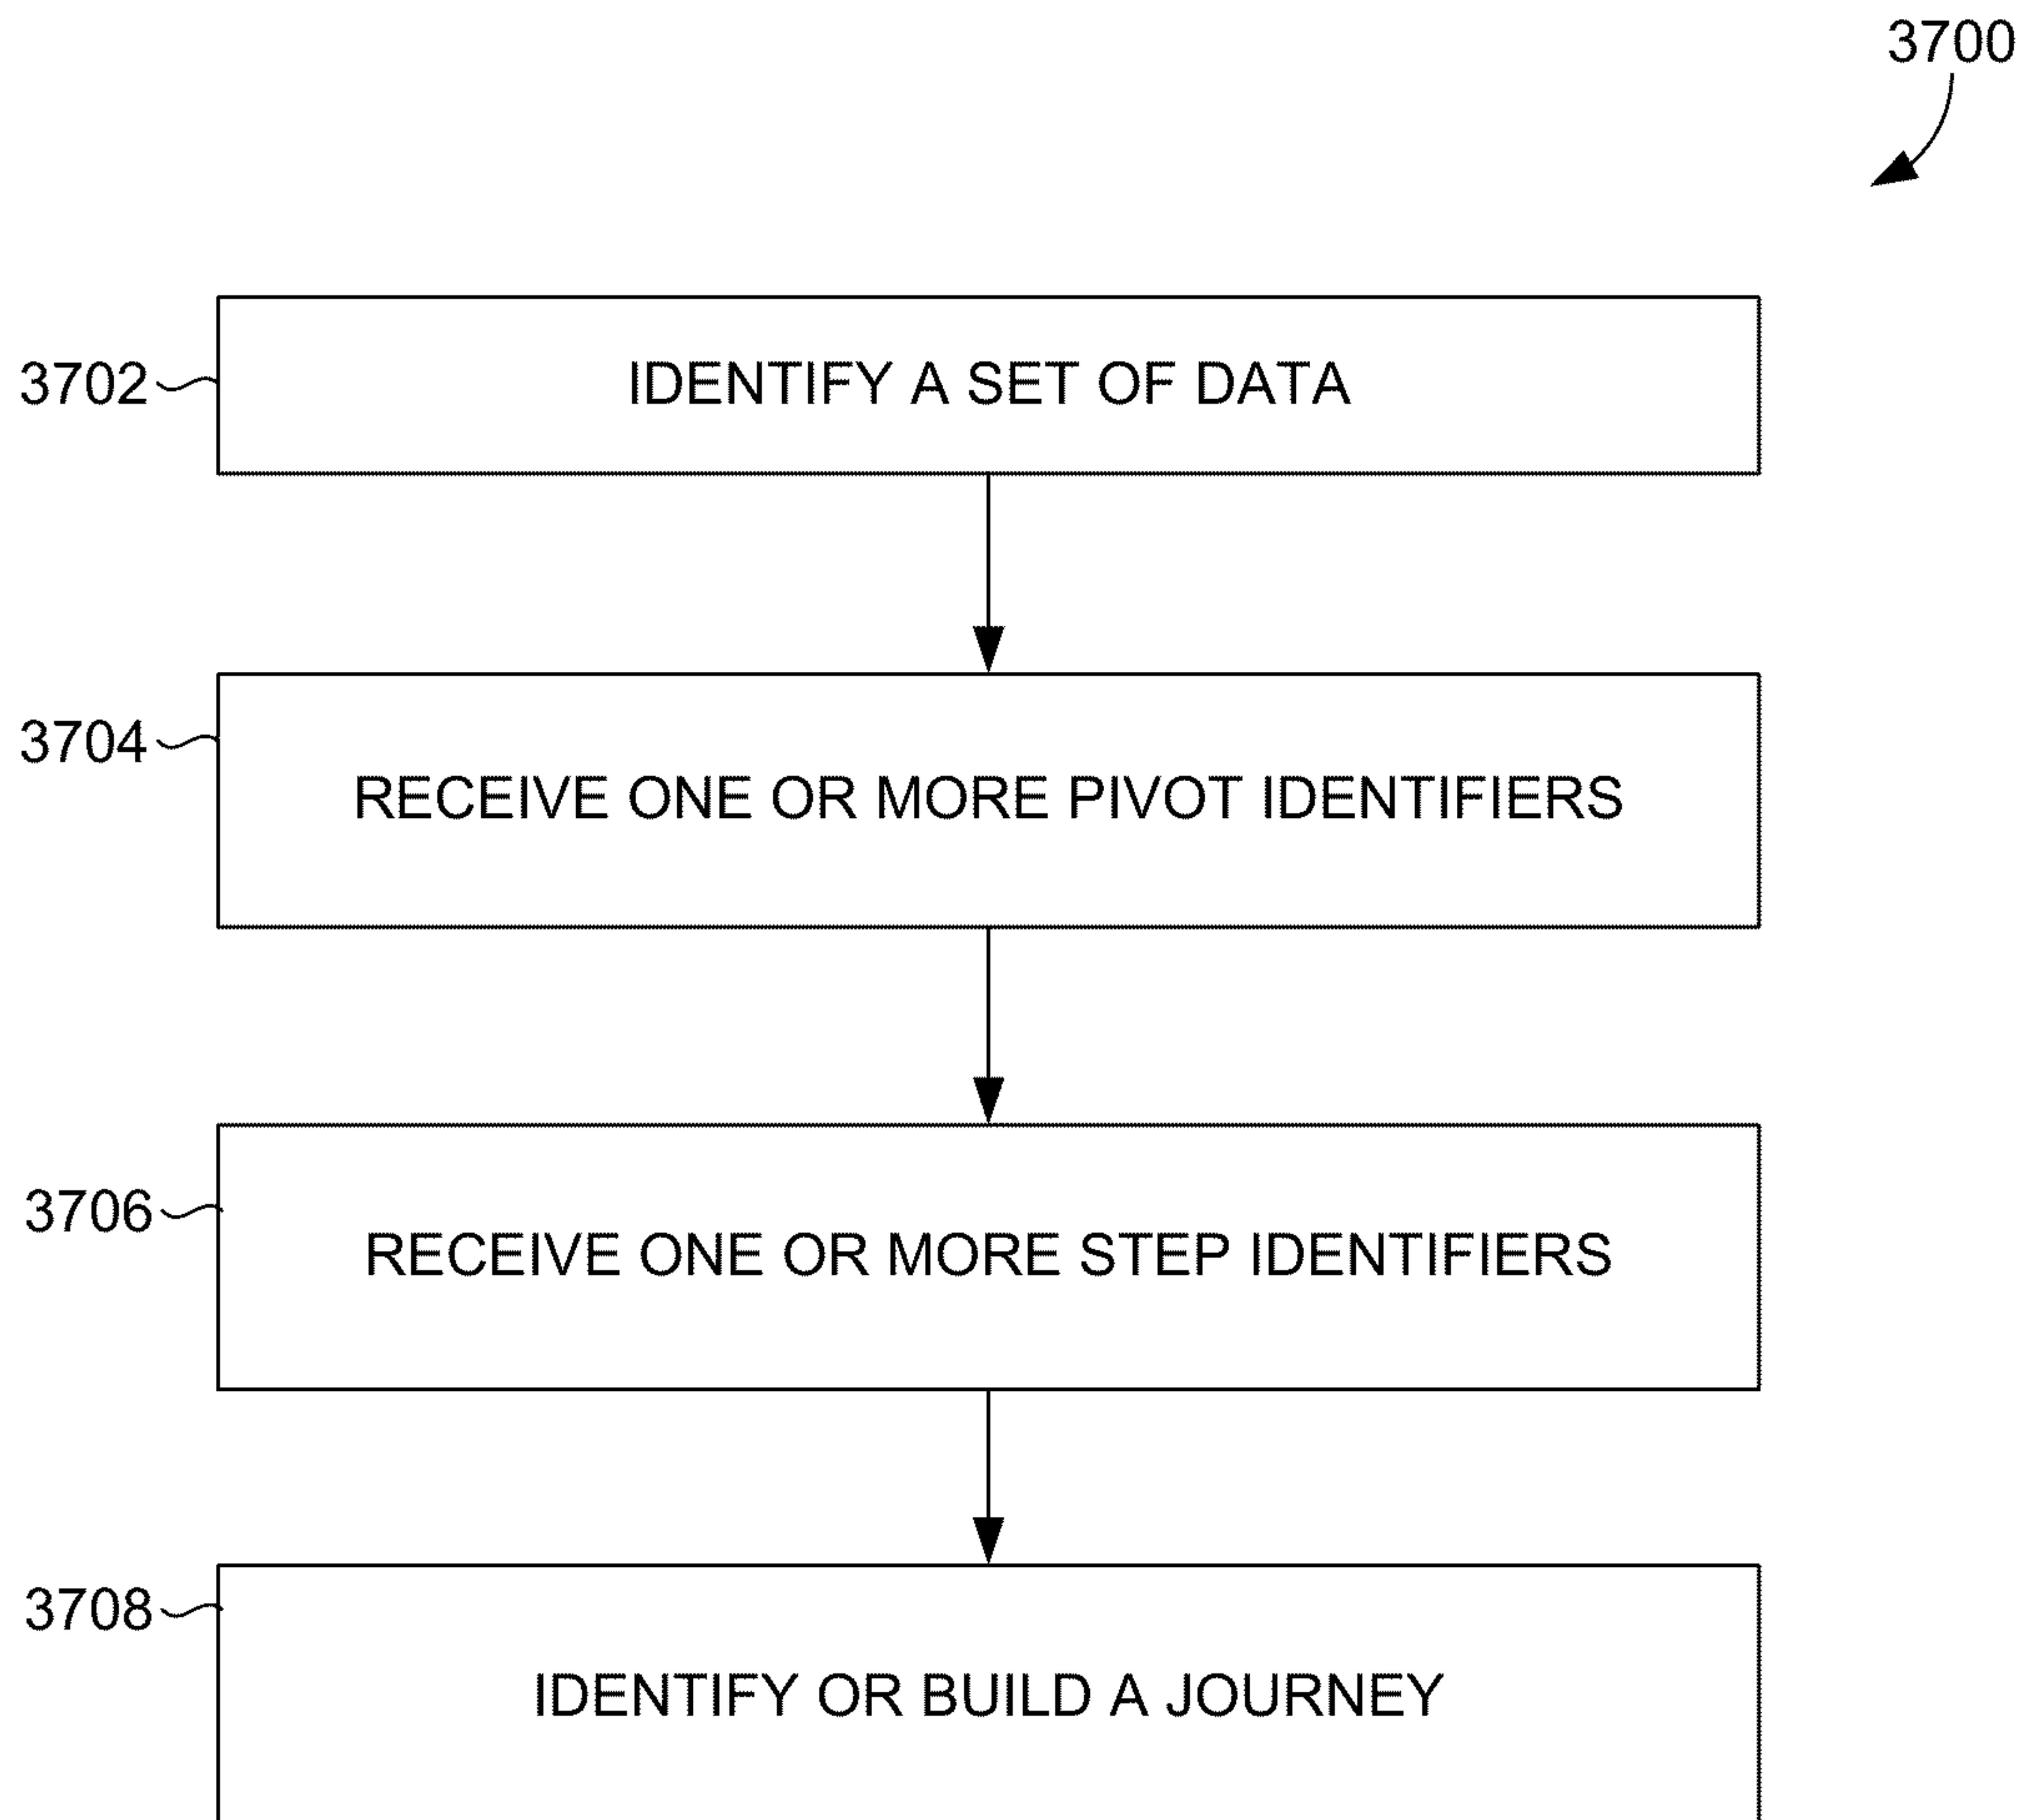 3700
3702
IDENTIFY A SET OF DATA
3704
RECEIVE ONE OR MORE PIVOT IDENTIFIERS
3706
RECEIVE ONE OR MORE STEP IDENTIFIERS
3708
IDENTIFY OR BUILD A JOURNEY